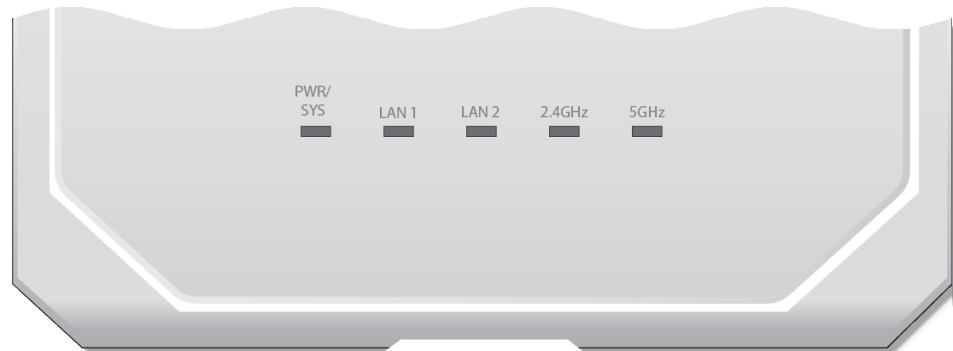 PWR/
SYS
LAN 1
LAN 2
2.4GHz
5GHz